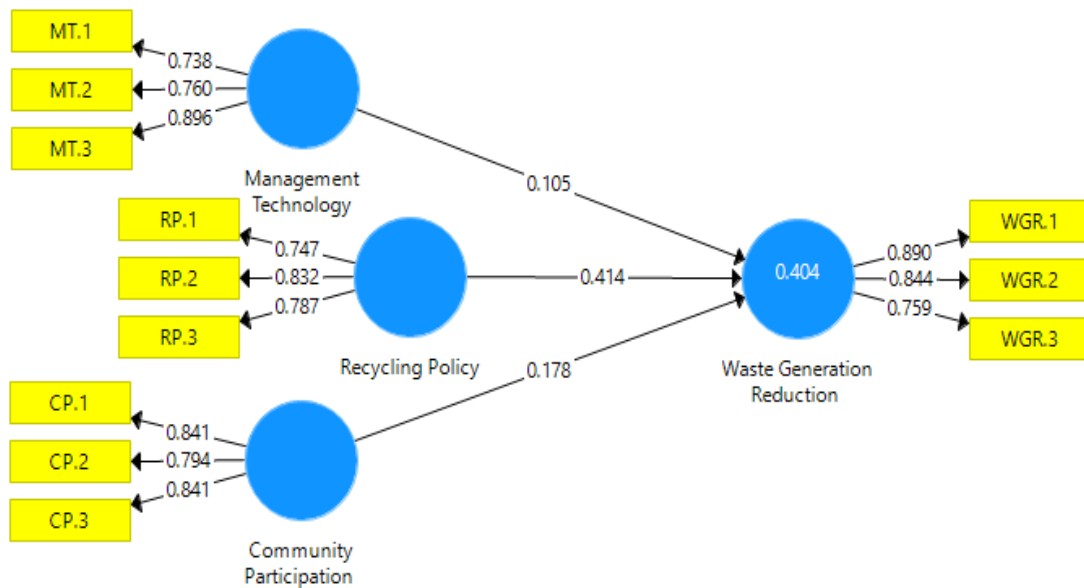 MT.1
0.738
MT.2
0.760
MT.3
0.896
Management
Technology
0.105
RP.1
0.747
RP.2
0.832
RP.3
0.787
Recycling Policy
0.414
CP.1
0.841
CP.2
0.794
CP.3
0.841
Community
Participation
0.178
0.404
Waste Generation
Reduction
WGR.1
0.890
WGR.2
0.844
WGR.3
0.759